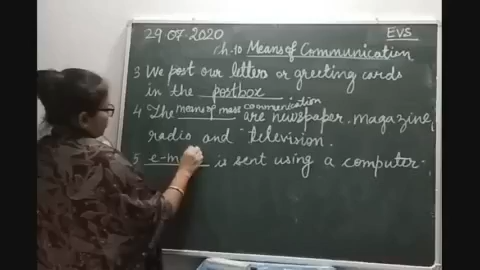 29.07.2020 EVS
Ch-10 Means of Communication
3 We post our letters or greeting cards
in the postbox
4 The means of mass communication are newspaper, magazine,
radio and television.
5 e-ma is sent using a computer.